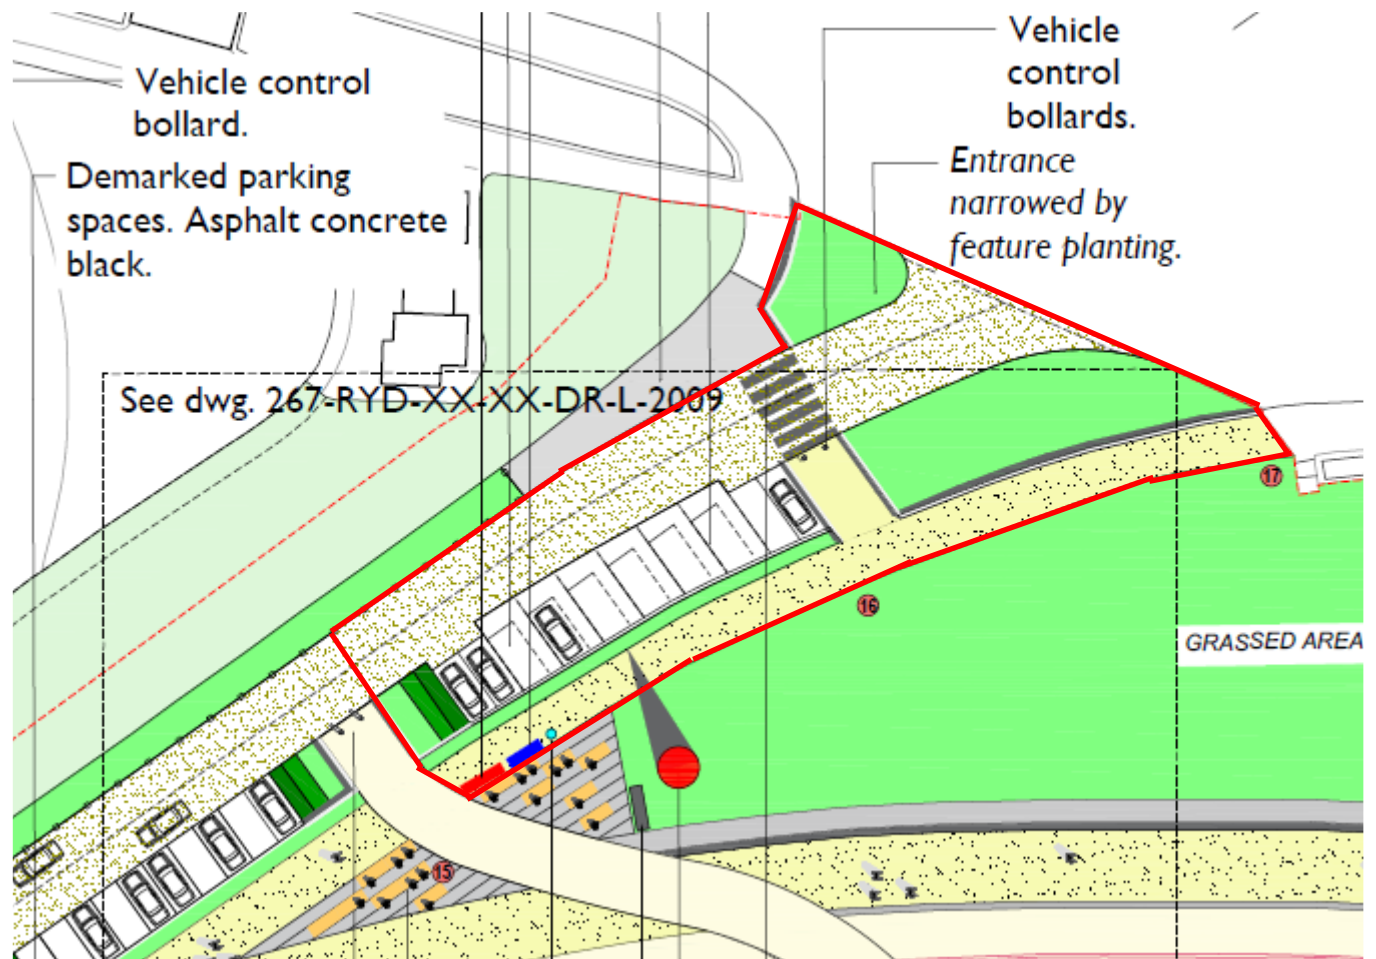 Vehicle control
bollard.
Demarked parking
spaces. Asphalt concrete
black.
Vehicle
control
bollards.
Entrance
narrowed by
feature planting.
See dwg. 267-RYD-XX-XX-DR-L-2009
17
16
GRASSED AREA
15